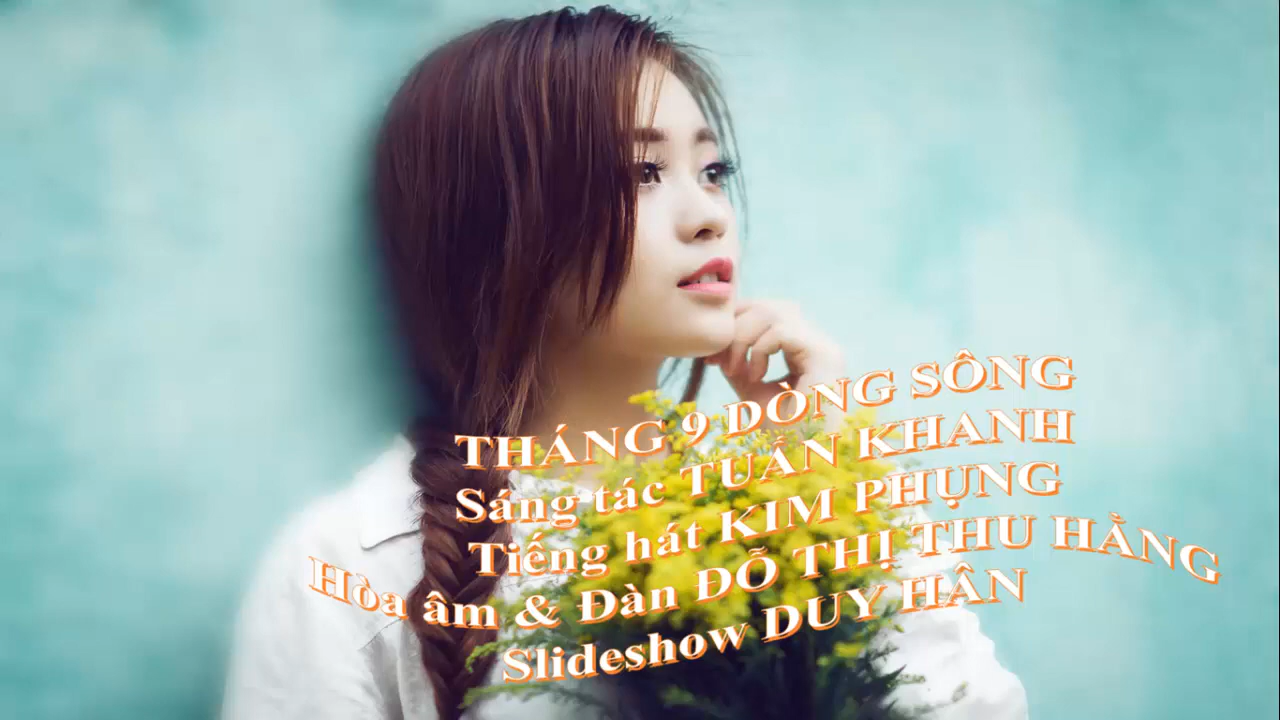 THÁNG 9 DÒNG SÔNG
Sáng tác TUẤN KHANH
Tiếng hát KIM PHỤNG
Hòa âm & Đàn ĐỖ THỊ THU HẰNG
Slideshow DUY HÂN